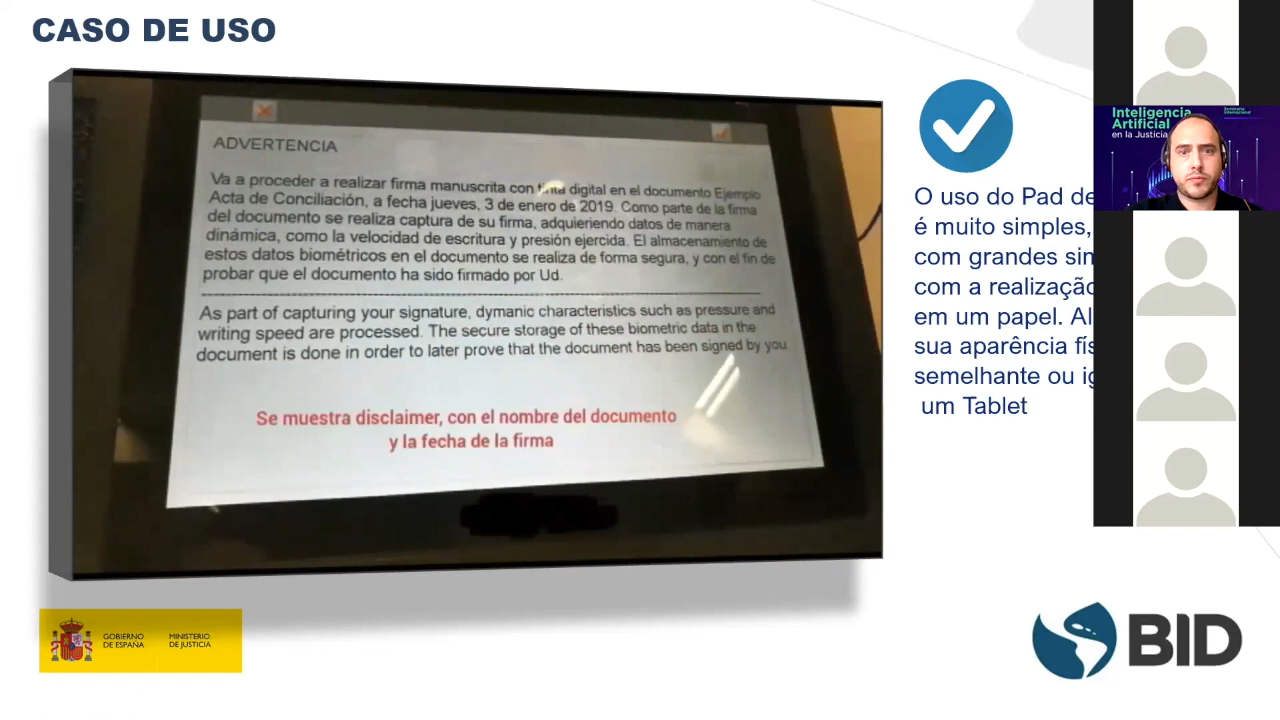 CASO DE USO
ADVERTENCIA
Va a proceder a realizar firma manuscrita con tinta digital en el documento Ejemplo
Acta de Conciliación, a fecha jueves, 3 de enero de 2019. Como parte de la firma
del documento se realiza captura de su firma, adquieriendo datos de manera
dinámica, como la velocidad de escritura y presión ejercida. El almacenamiento de
estos datos biométricos en el documento se realiza de forma segura, y con el fin de
probar que el documento ha sido firmado por Ud.
As part of capturing your signature, dymanic characteristics such as pressure and
writing speed are processed. The secure storage of these biometric data in the
document is done in order to later prove that the document has been signed by you
Se muestra disclaimer, con el nombre del documento
y la fecha de la firma
O uso do Pad de
é muito simples,
com grandes sim
com a realização
em um papel. Al
sua aparência fís
semelhante ou ig
um Tablet
Inteligencia
Artificial
en la Justicia
Seminario
Internacional
GOBIERNO
DE ESPAÑA
MINISTERIO
DE JUSTICIA
BID